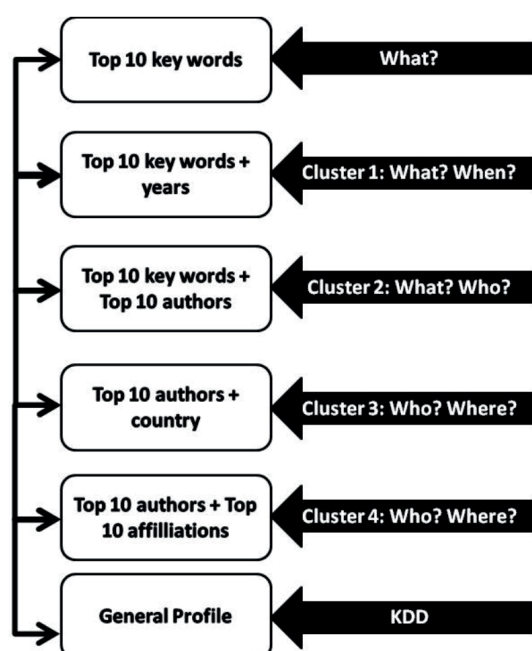 Top 10 key words
What?
Top 10 key words +
years
Cluster 1: What? When?
Top 10 key words +
Top 10 authors
Cluster 2: What? Who?
Top 10 authors +
country
Cluster 3: Who? Where?
Top 10 authors + Top
10 affilliations
Cluster 4: Who? Where?
General Profile
KDD